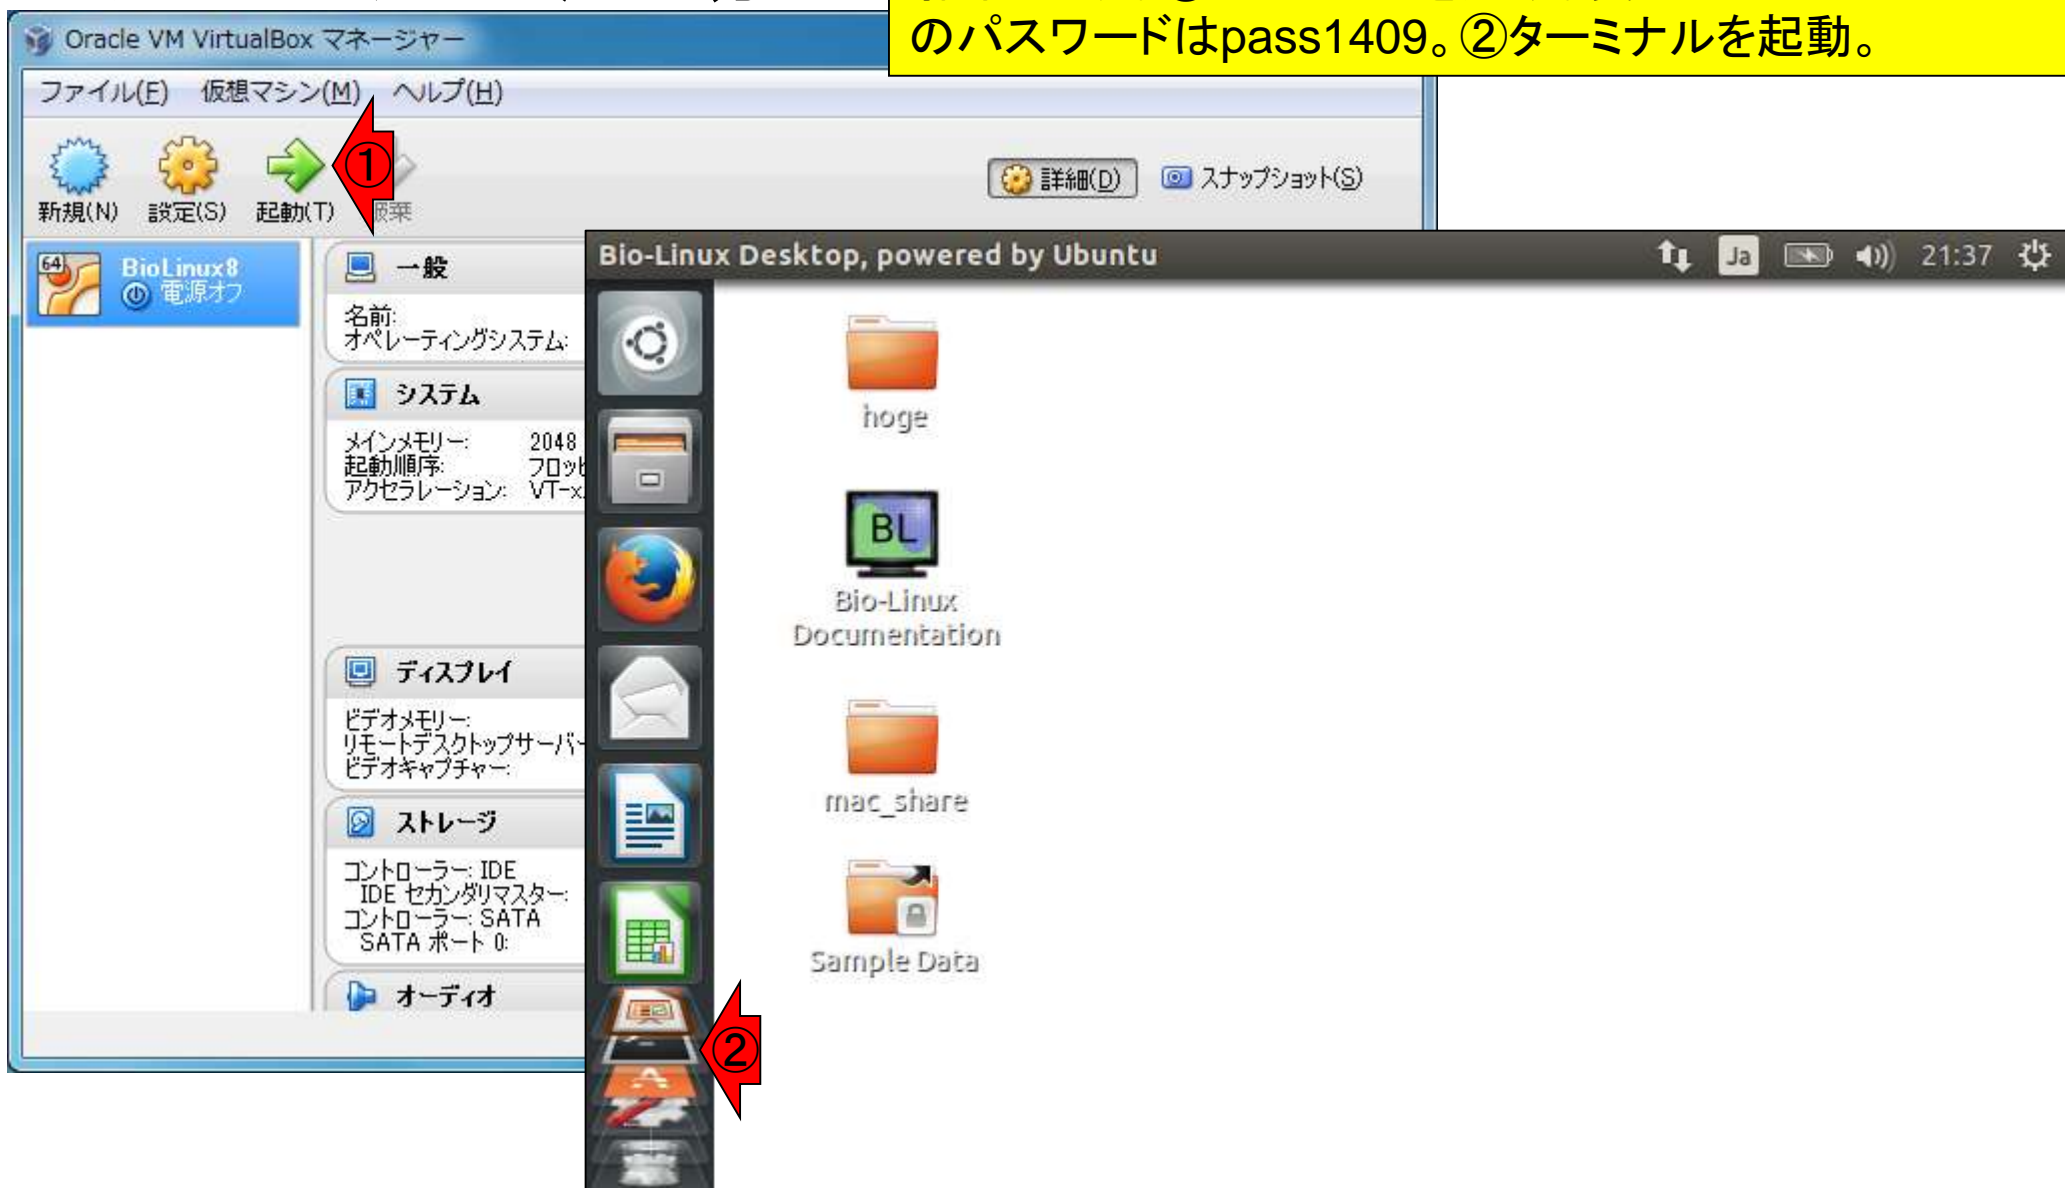 のパスワードはpass1409。②ターミナルを起動。
Oracle VM VirtualBox マネージャー
ファイル(F) 仮想マシン(M) ヘルプ(H)
①
新規(N) 設定(S) 起動(T)
詳細(D) スナップショット(S)
64
BioLinux8
電源オフ
一般
名前:
オペレーティングシステム:
システム
メインメモリー: 2048
起動順序:
アクセラレーション: VT-x
ディスプレイ
ビデオメモリー:
リモートデスクトップサーバー
ビデオキャプチャー:
ストレージ
コントローラー: IDE
IDE セカンダリマスター:
コントローラー: SATA
SATA ポート 0:
オーディオ
Bio-Linux Desktop, powered by Ubuntu
Ja 21:37
hoge
BL
Bio-Linux
Documentation
mac_share
Sample Data
②